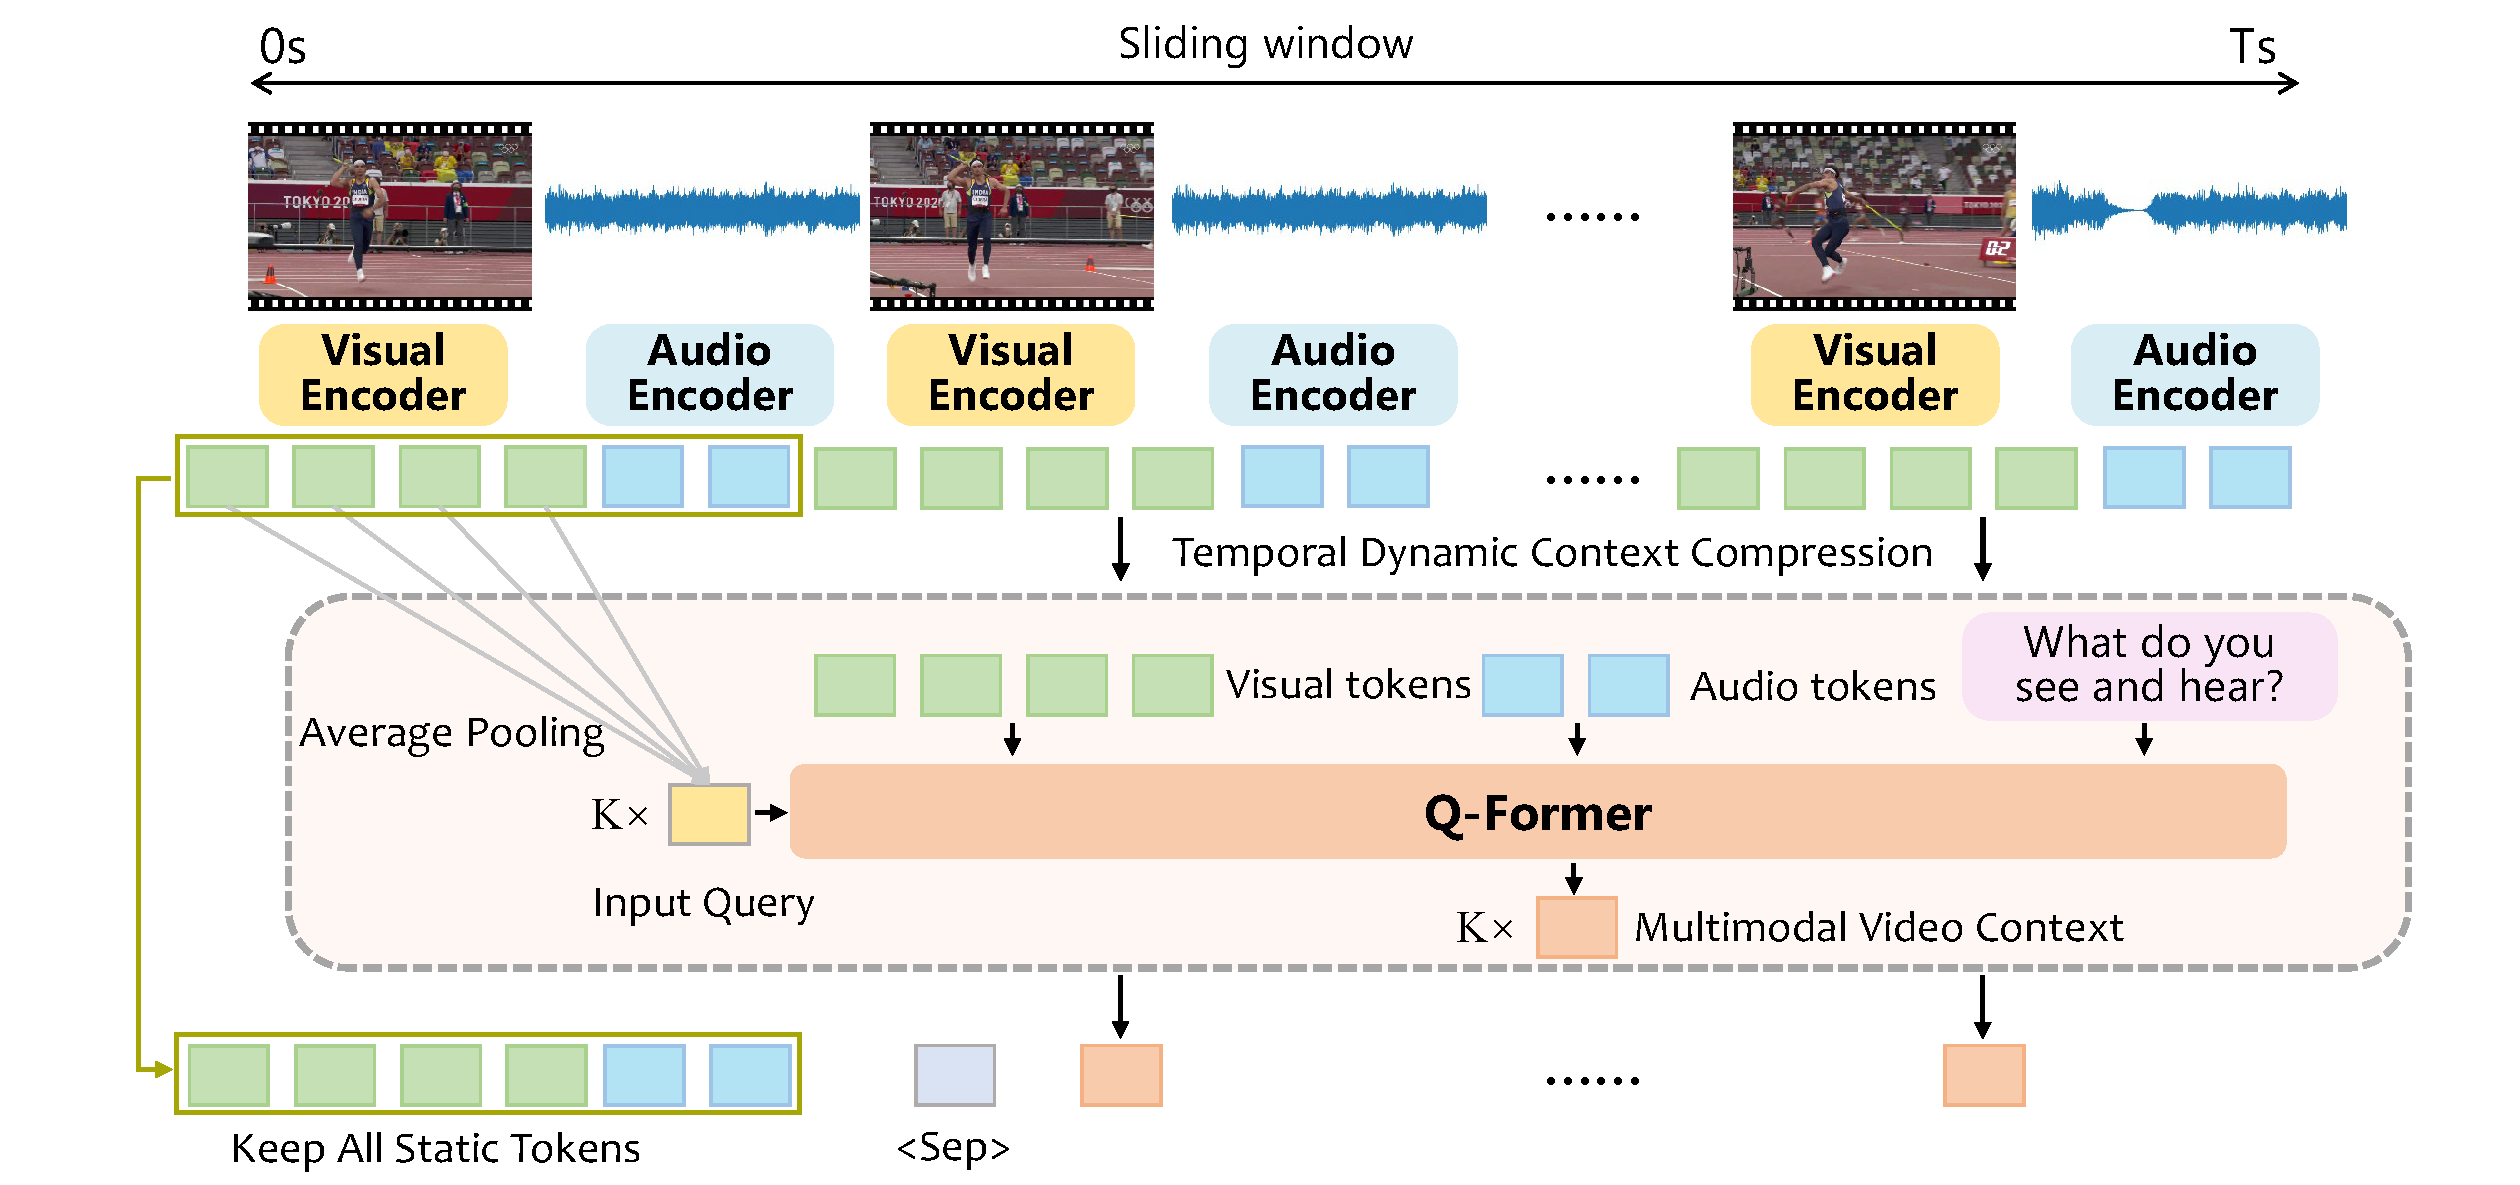 0s
Sliding window
Ts
TOKYO 202
TOKYO 2020
INDIA
Visual
Encoder
Audio
Encoder
Visual
Encoder
Audio
Encoder
Visual
Encoder
Audio
Encoder
......
......
Temporal Dynamic Context Compression
Visual tokens
Audio tokens
What do you
see and hear?
Average Pooling
K×
Q-Former
Input Query
K×
Multimodal Video Context
......
Keep All Static Tokens
<Sep>